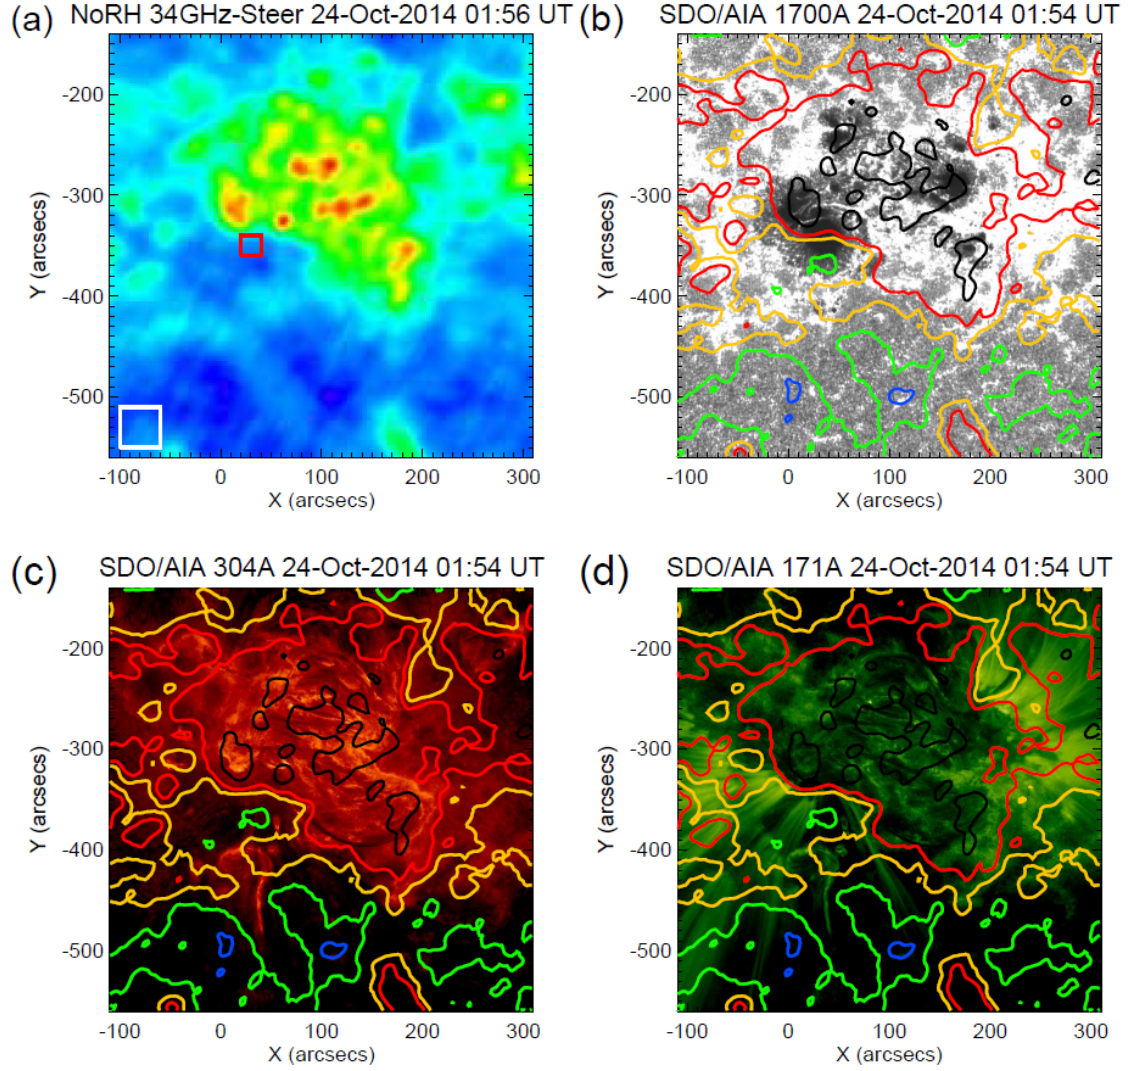 (a) NoRH 34GHz-Steer 24-Oct-2014 01:56 UT
-200
-300
-400
-500
Y (arcsecs)
-100 0 100 200 300
X (arcsecs)
(b) SDO/AIA 1700A 24-Oct-2014 01:54 UT
-200
-300
-400
-500
Y (arcsecs)
-100 0 100 200 300
X (arcsecs)
(c) SDO/AIA 304A 24-Oct-2014 01:54 UT
-200
-300
-400
-500
Y (arcsecs)
-100 0 100 200 300
X (arcsecs)
(d) SDO/AIA 171A 24-Oct-2014 01:54 UT
-200
-300
-400
-500
Y (arcsecs)
-100 0 100 200 300
X (arcsecs)